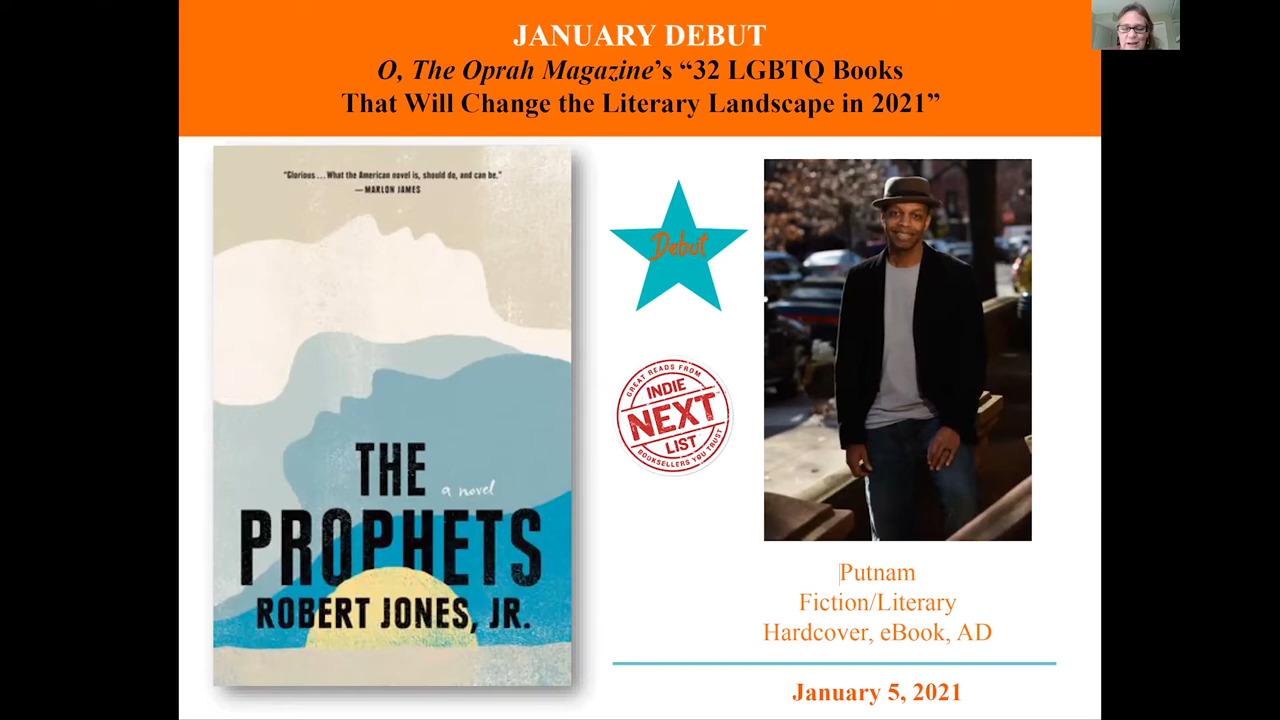 JANUARY DEBUT
O, The Oprah Magazine’s “32 LGBTQ Books
That Will Change the Literary Landscape in 2021”
“Glorious . . . What the American novel is, should do, and can be.”
— MARLON JAMES
THE
a novel
PROPHETS
ROBERT JONES, JR.
Debut
GREAT READS FROM
INDIE
NEXT
LIST
BOOKSELLERS YOU TRUST
Putnam
Fiction/Literary
Hardcover, eBook, AD
January 5, 2021